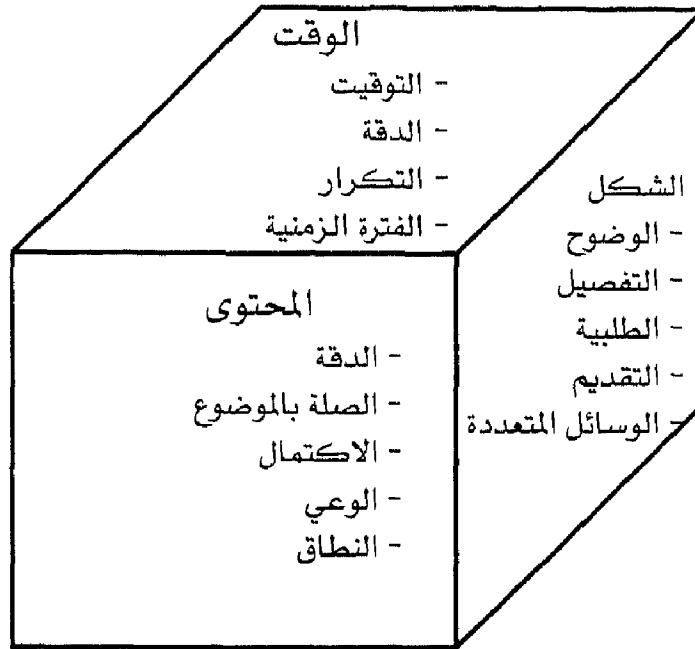 الوقت
- التوقيت
- الدقة
- التكرار
- الفترة الزمنية
الشكل
- الوضوح
- التفصيل
- الطلبية
- التقديم
- الوسائل المتعددة
المحتوى
- الدقة
- الصلة بالموضوع
- الاكتمال
- الوعي
- النطاق